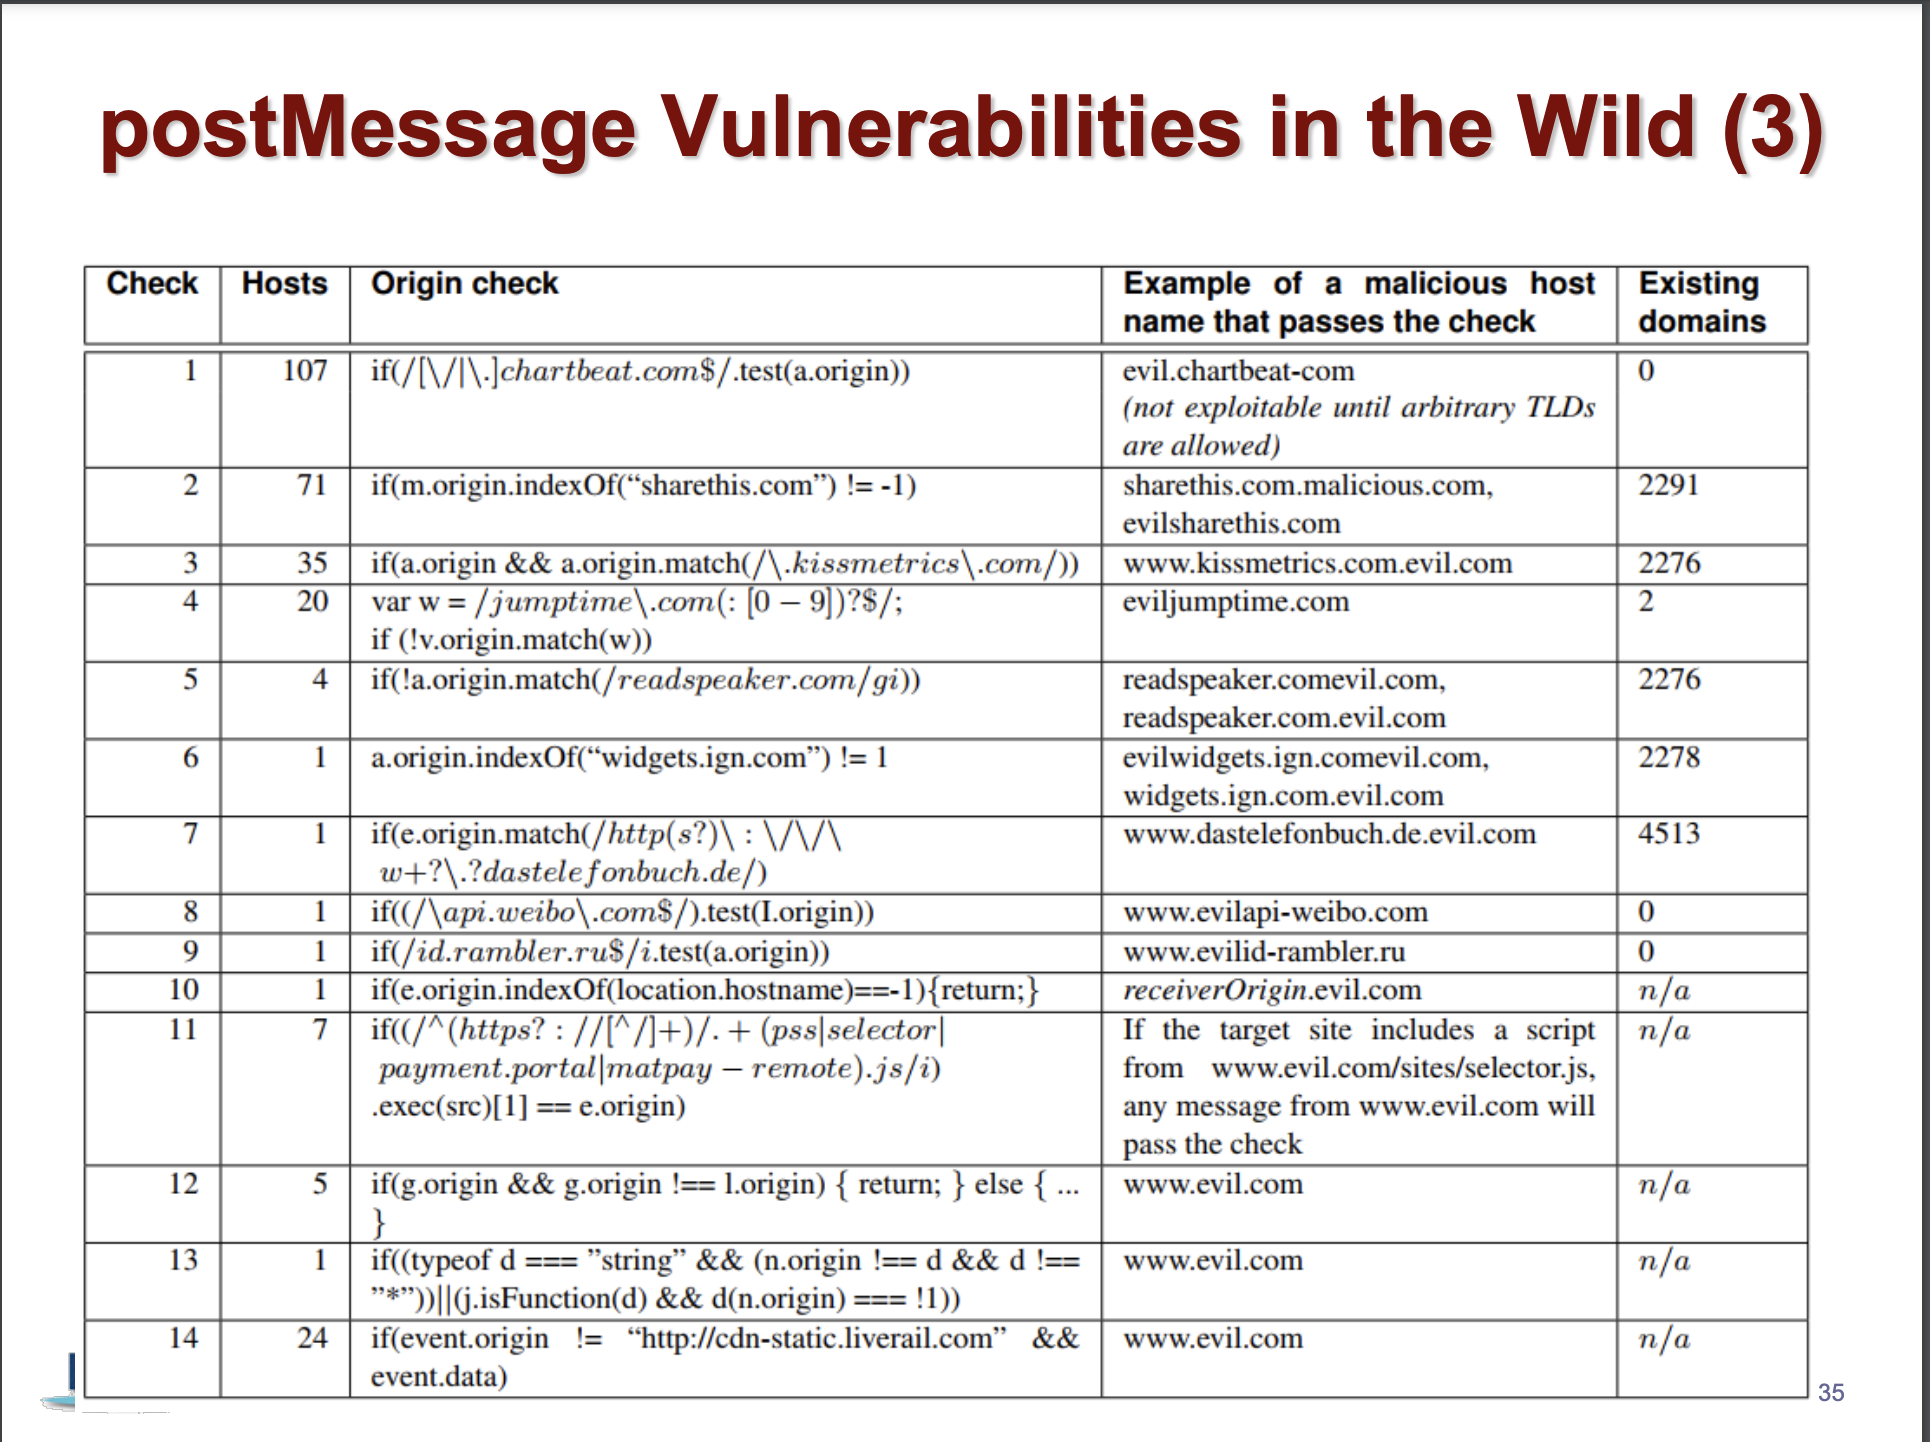 postMessage Vulnerabilities in the Wild (3)
Check Hosts Origin check Example of a malicious host name that passes the check Existing domains
1 107 if(/[\/|\.]chartbeat.com$/.test(a.origin)) evil.chartbeat-com 0
(not exploitable until arbitrary TLDs
are allowed)
2 71 if(m.origin.indexOf(“sharethis.com”) != -1) sharethis.com.malicious.com, 2291
evilsharethis.com
3 35 if(a.origin && a.origin.match(/\.kissmetrics\.com/)) www.kissmetrics.com.evil.com 2276
4 20 var w = /jumptime\.com(: [0 − 9])?$/; eviljumptime.com 2
if (!v.origin.match(w))
5 4 if(!a.origin.match(/readspeaker.com/gi)) readspeaker.comevil.com, 2276
readspeaker.com.evil.com
6 1 a.origin.indexOf(“widgets.ign.com”) != 1 evilwidgets.ign.comevil.com, 2278
widgets.ign.com.evil.com
7 1 if(e.origin.match(/http(s?)\ : \/\/\ www.dastelefonbuch.de.evil.com 4513
w+?\.?dastelefonbuch.de/)
8 1 if((/\api.weibo\.com$/).test(I.origin)) www.evilapi-weibo.com 0
9 1 if(/id.rambler.ru$/i.test(a.origin)) www.evilid-rambler.ru 0
10 1 if(e.origin.indexOf(location.hostname)==-1){return;} receiverOrigin.evil.com n/a
11 7 if((/^(https? : //[^/]+)/. + (pss|selector| If the target site includes a script n/a
payment.portal|matpay − remote).js/i) from www.evil.com/sites/selector.js,
.exec(src)[1] == e.origin) any message from www.evil.com will
pass the check
12 5 if(g.origin && g.origin !== l.origin) { return; } else { ... www.evil.com n/a
}
13 1 if((typeof d === ”string” && (n.origin !== d && d !== www.evil.com n/a
”*”))||(j.isFunction(d) && d(n.origin) === !1))
14 24 if(event.origin != “http://cdn-static.liverail.com” && www.evil.com n/a
event.data)
35